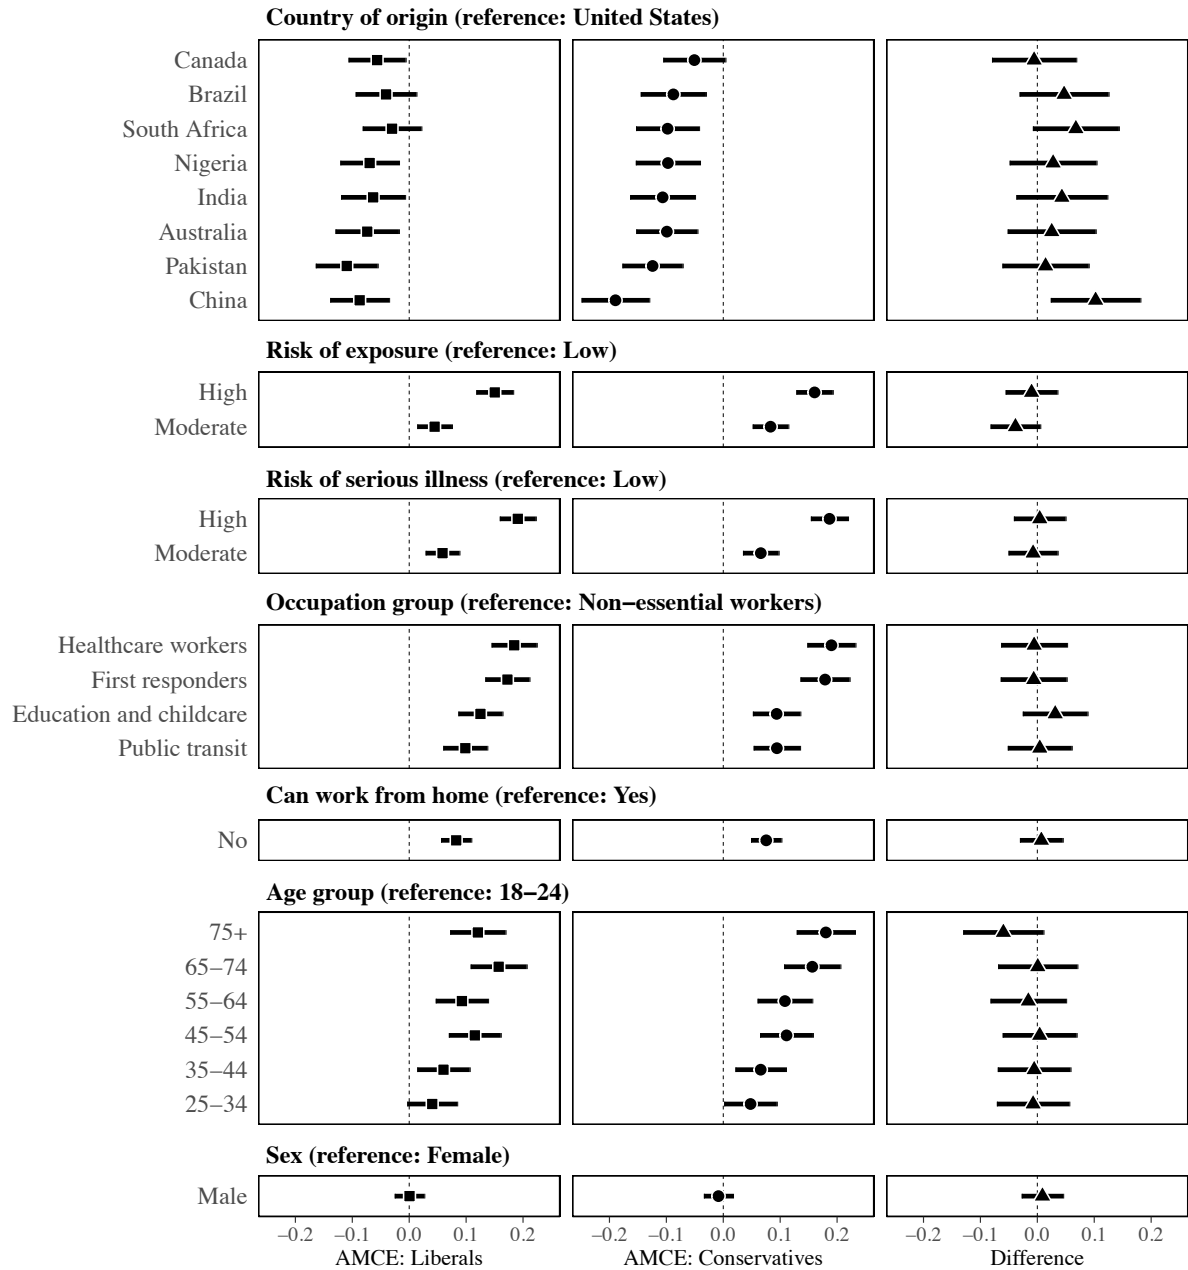 Country of origin (reference: United States)
Canada
Brazil
South Africa
Nigeria
India
Australia
Pakistan
China
Risk of exposure (reference: Low)
High
Moderate
Risk of serious illness (reference: Low)
High
Moderate
Occupation group (reference: Non−essential workers)
Healthcare workers
First responders
Education and childcare
Public transit
Can work from home (reference: Yes)
No
Age group (reference: 18−24)
75+
65−74
55−64
45−54
35−44
25−34
Sex (reference: Female)
Male
−0.2 −0.1 0.0 0.1 0.2 −0.2 −0.1 0.0 0.1 0.2 −0.2 −0.1 0.0 0.1 0.2
AMCE: Liberals AMCE: Conservatives Difference